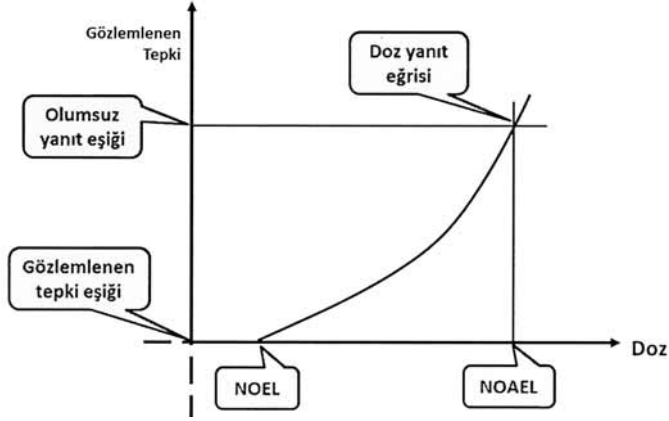 Gözlemlenen
Tepki
Doz yanıt
eğrisi
Olumsuz
yanıt eşiği
Gözlemlenen
tepki eşiği
Doz
NOEL
NOAEL